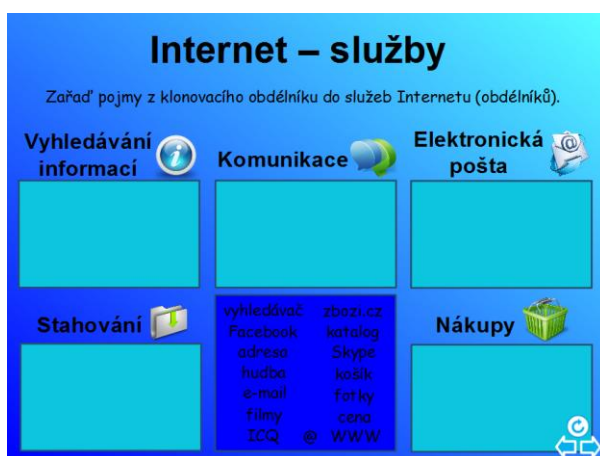 Internet – služby
Zařaď pojmy z klonovacího obdélníku do služeb Internetu (obdélníků).
Vyhledávání
informací
Komunikace
Elektronická
pošta
Stahování
vyhledávač zbozi.cz
Facebook katalog
adresa Skype
hudba košík
e-mail fotky
filmy cena
ICQ @ WWW
Nákupy